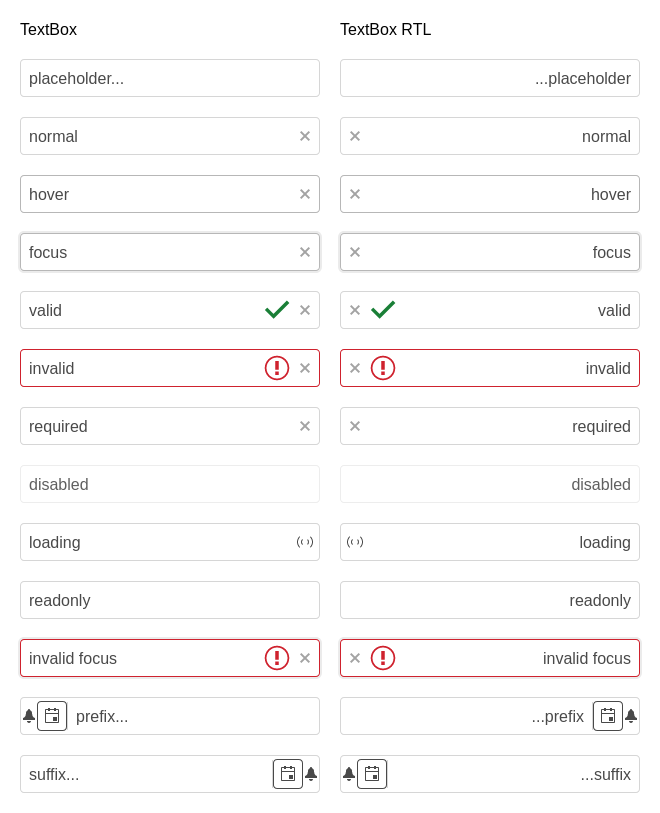 TextBox
TextBox RTL
placeholder...
...placeholder
normal
normal
hover
hover
focus
focus
valid
valid
invalid
invalid
required
required
disabled
disabled
loading
loading
readonly
readonly
invalid focus
invalid focus
prefix...
...prefix
suffix...
...suffix